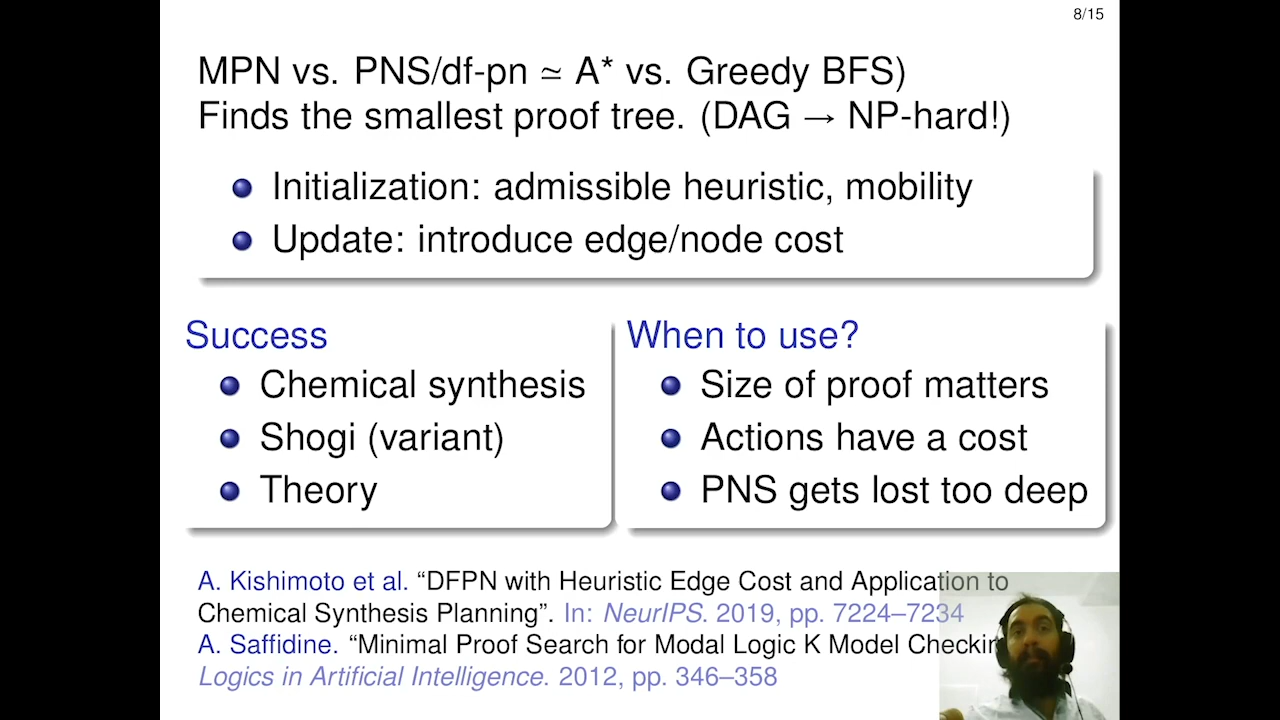 8/15
MPN vs. PNS/df-pn ≃ A* vs. Greedy BFS)
Finds the smallest proof tree. (DAG → NP-hard!)
Initialization: admissible heuristic, mobility
Update: introduce edge/node cost
Success
Chemical synthesis
Shogi (variant)
Theory
When to use?
Size of proof matters
Actions have a cost
PNS gets lost too deep
A. Kishimoto et al. “DFPN with Heuristic Edge Cost and Application to
Chemical Synthesis Planning”. In: NeurIPS. 2019, pp. 7224–7234
A. Saffidine. “Minimal Proof Search for Modal Logic K Model
Logics in Artificial Intelligence. 2012, pp. 346–358